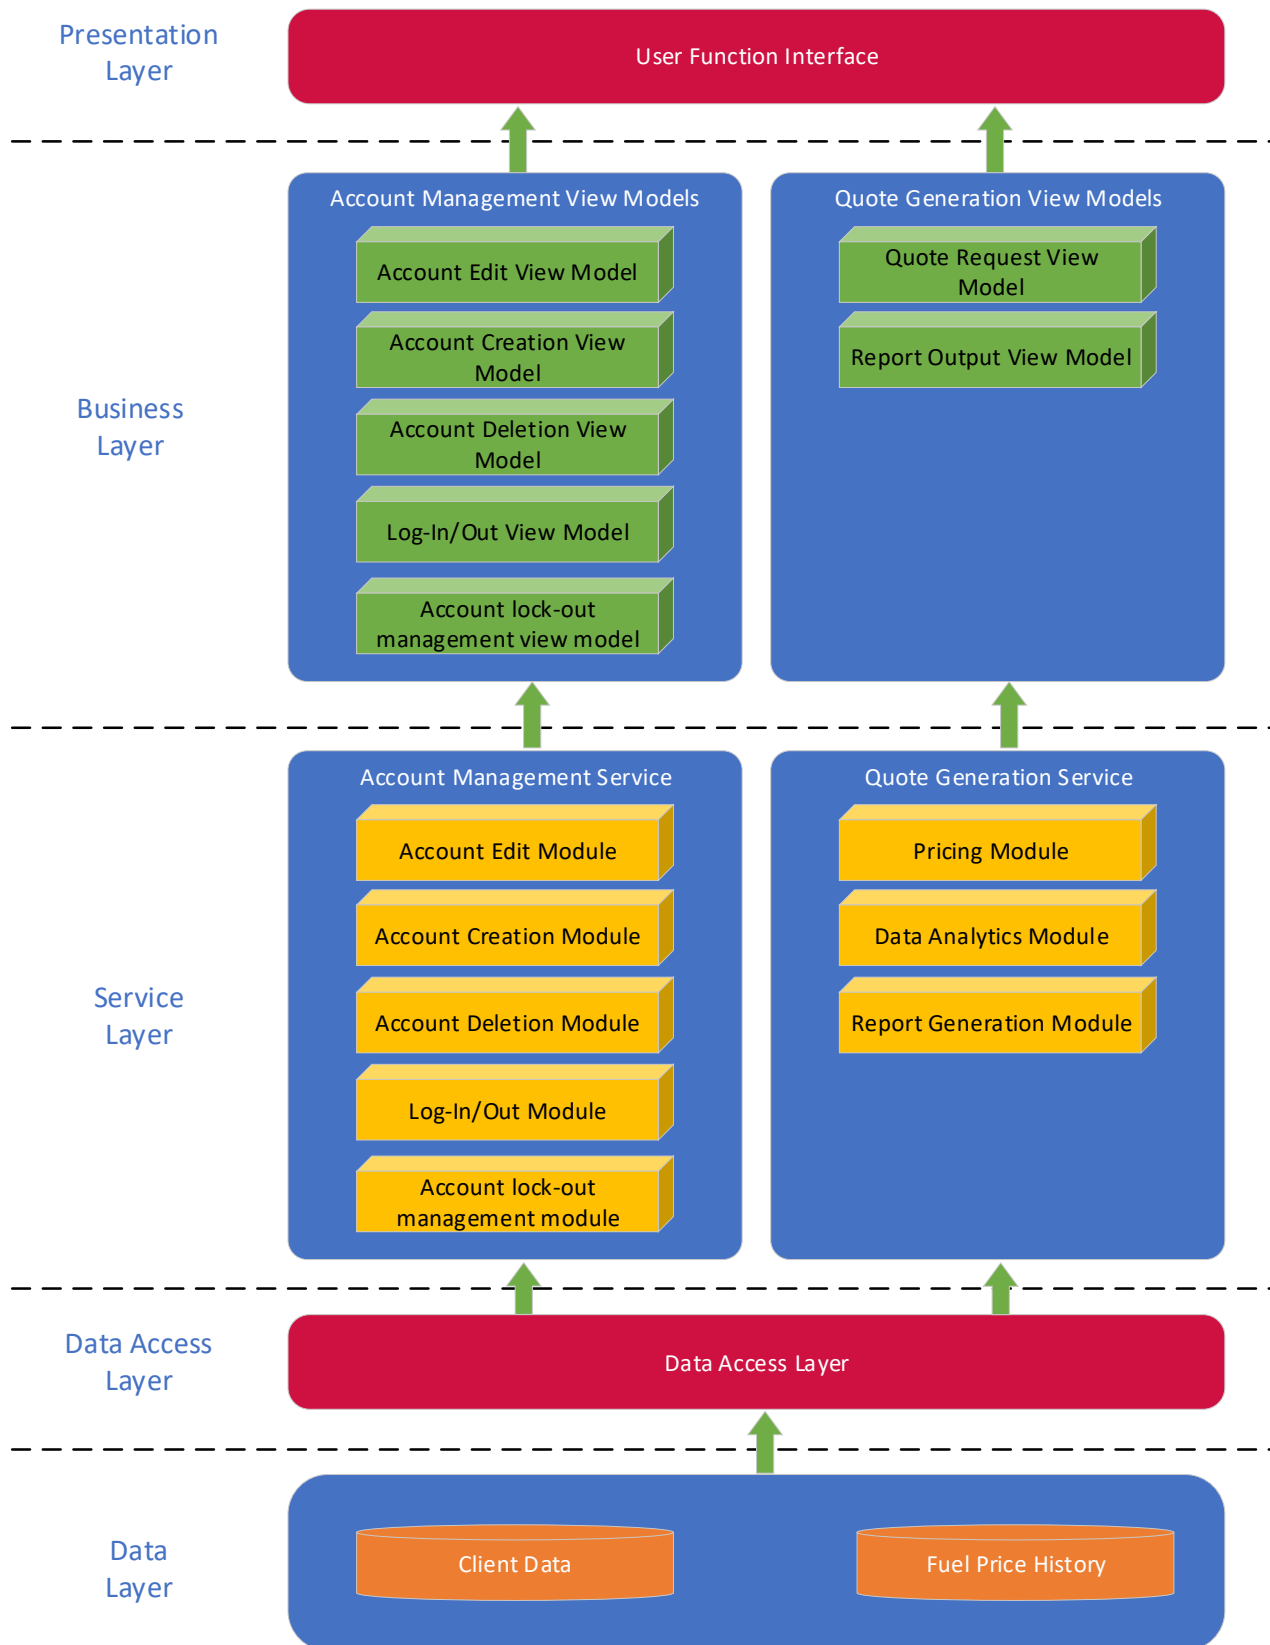 Presentation
Layer
User Function Interface
Business
Layer
Account Management View Models
Account Edit View Model
Account Creation View
Model
Account Deletion View
Model
Log-In/Out View Model
Account lock-out
management view model
Quote Generation View Models
Quote Request View
Model
Report Output View Model
Service
Layer
Account Management Service
Account Edit Module
Account Creation Module
Account Deletion Module
Log-In/Out Module
Account lock-out
management module
Quote Generation Service
Pricing Module
Data Analytics Module
Report Generation Module
Data Access
Layer
Data Access Layer
Data
Layer
Client Data
Fuel Price History